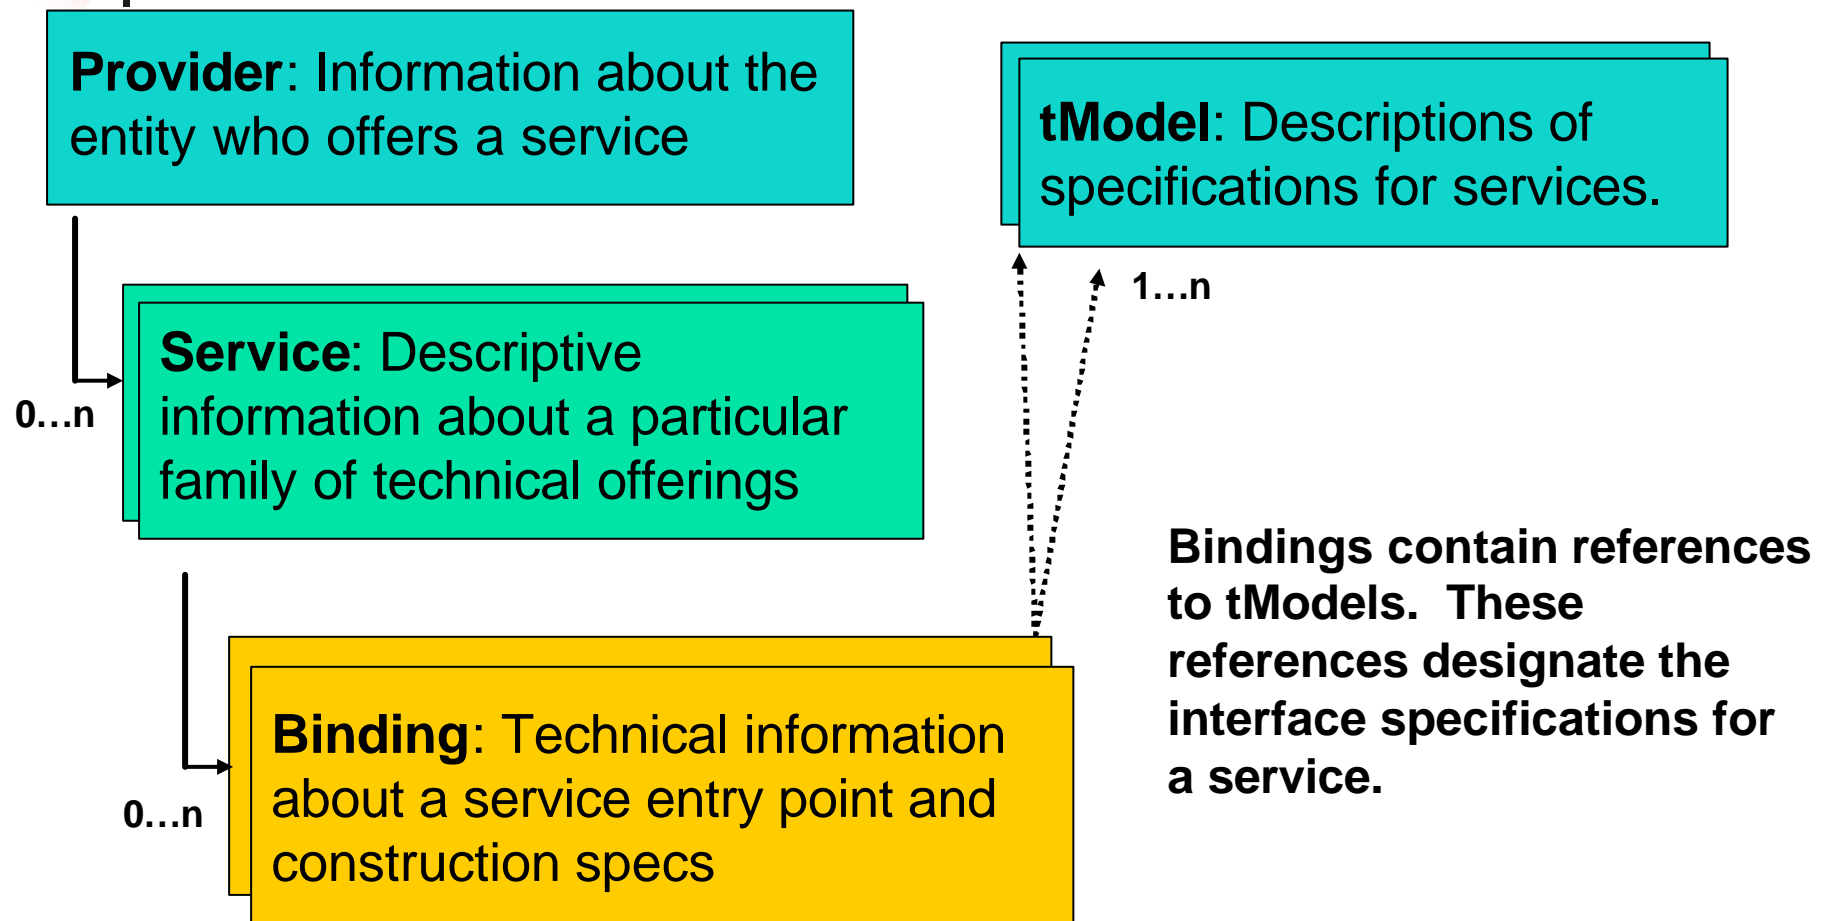 Provider: Information about the
entity who offers a service
tModel: Descriptions of
specifications for services.
1…n
Service: Descriptive
information about a particular
family of technical offerings
0…n
Bindings contain references
to tModels.  These
references designate the
interface specifications for
a service.
Binding: Technical information
about a service entry point and
construction specs
0…n